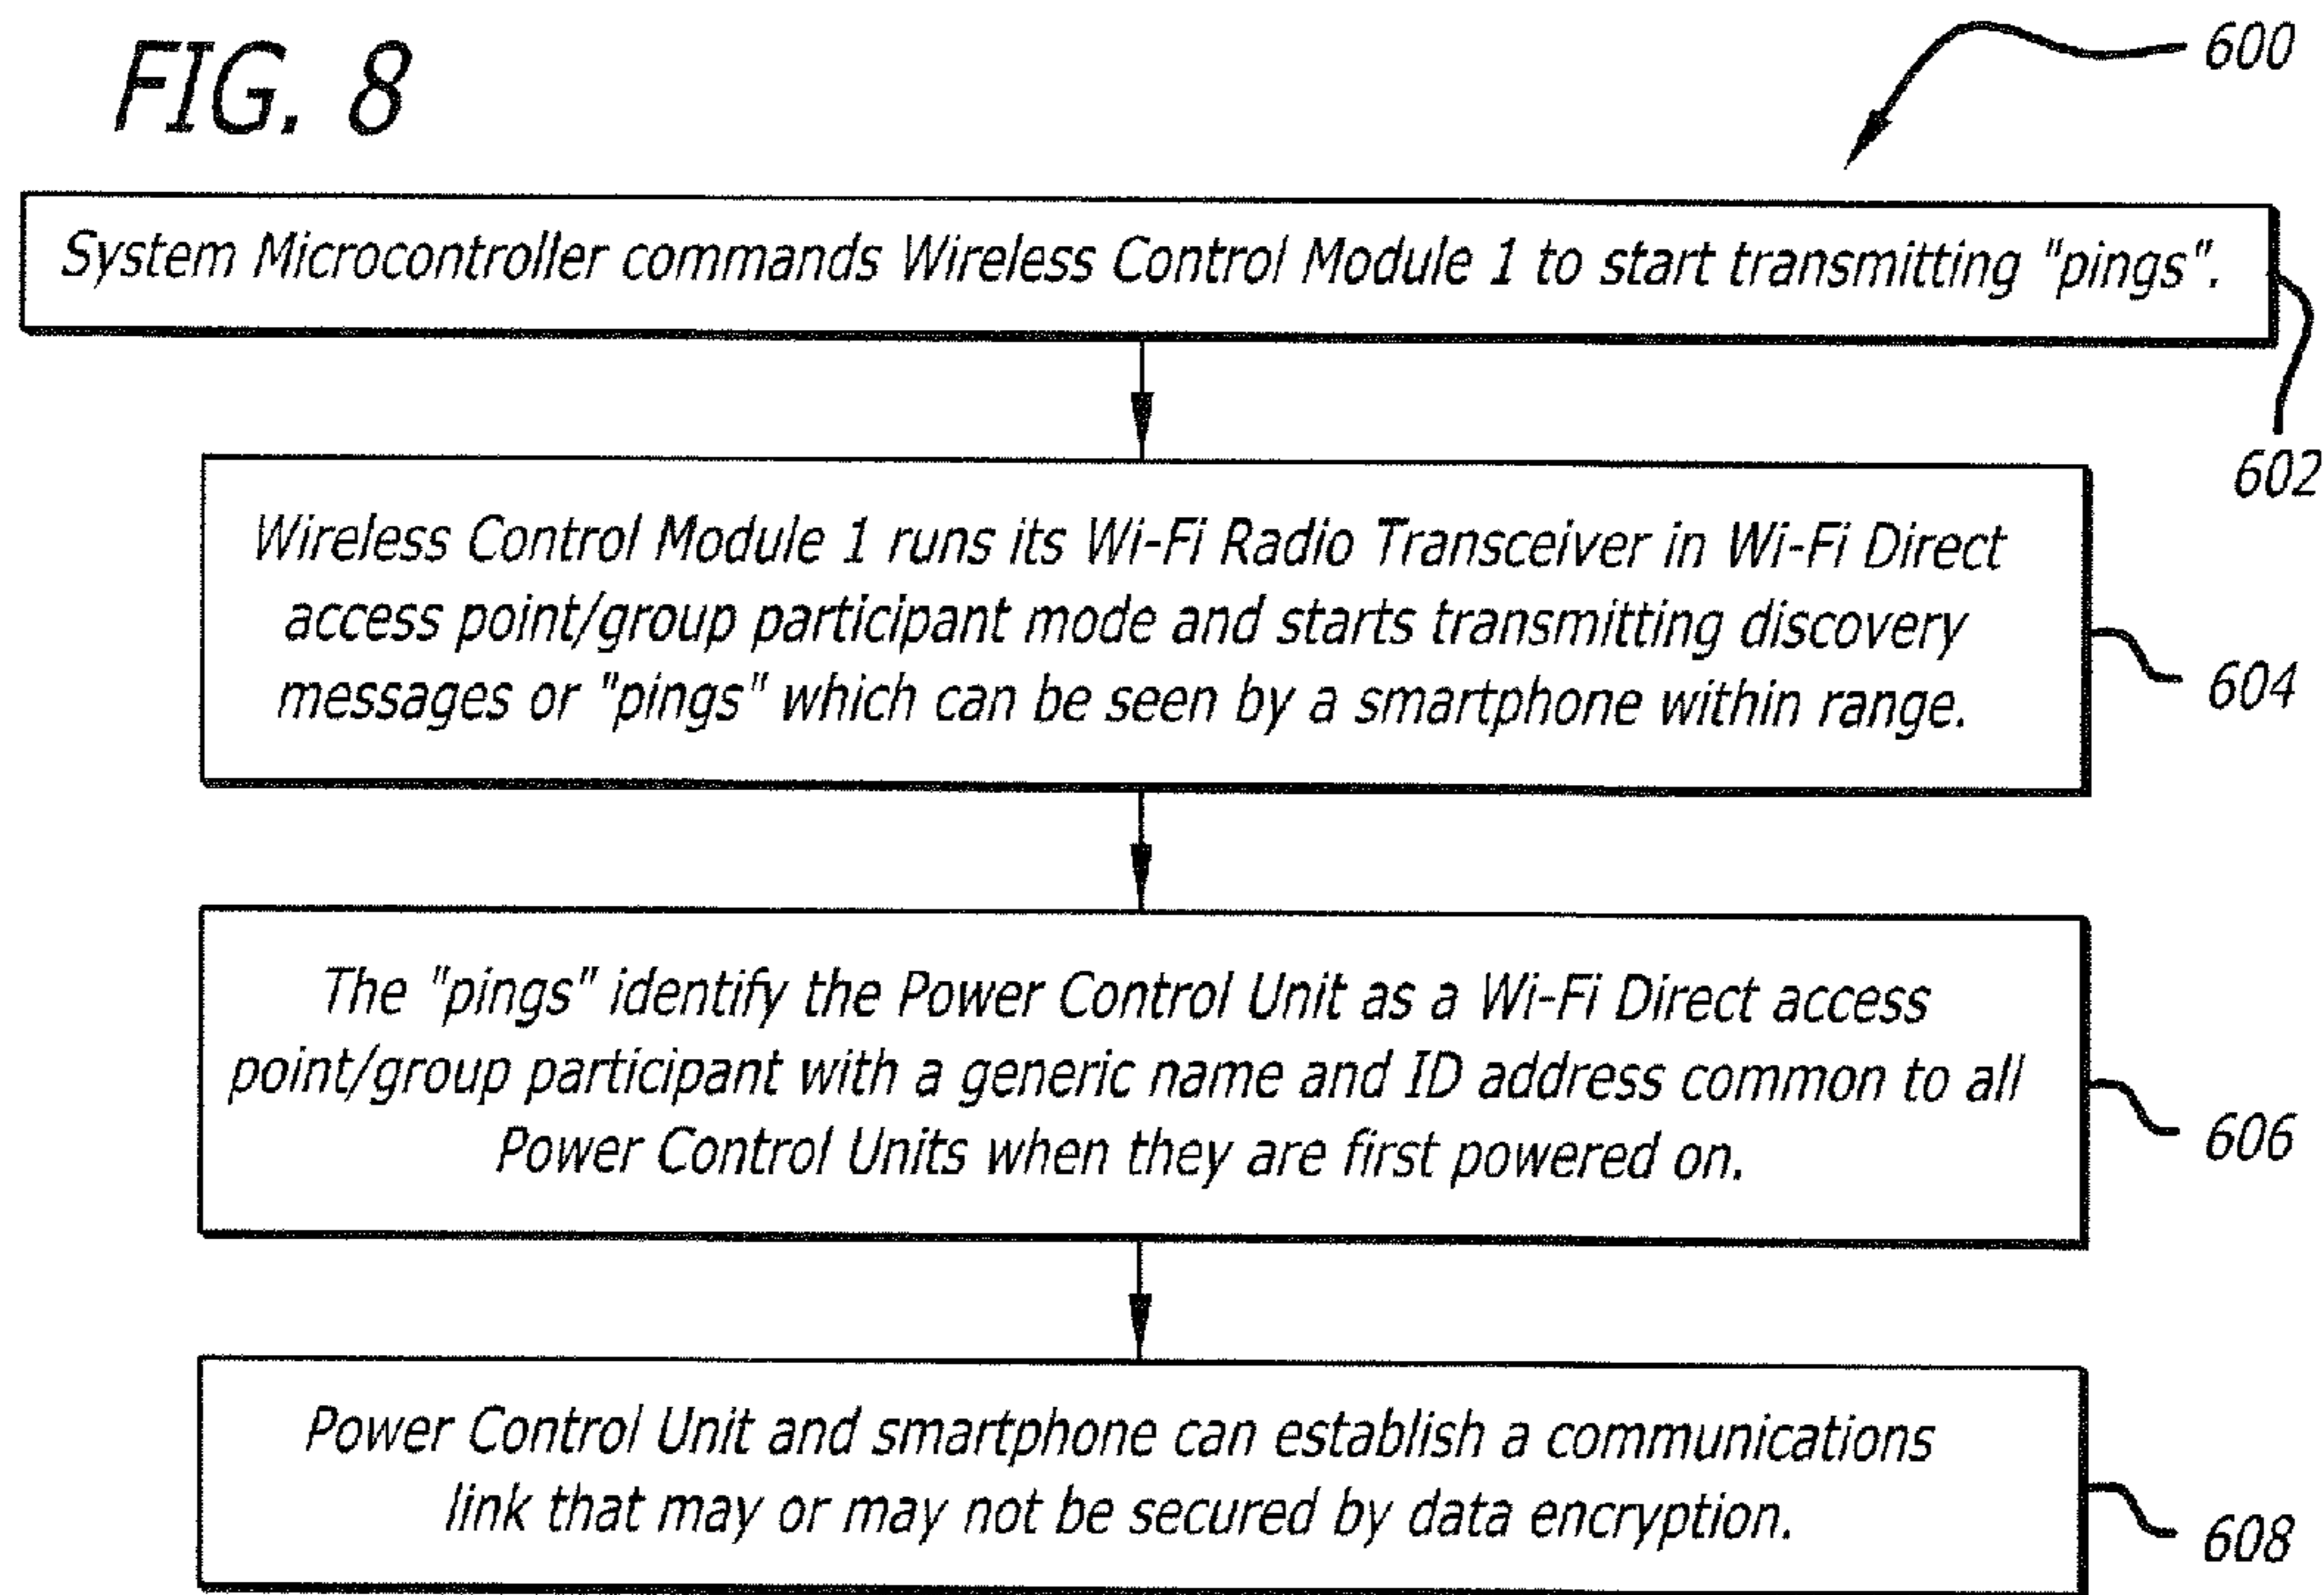 FIG. 8
600
System Microcontroller commands Wireless Control Module 1 to start transmitting "pings".
602
Wireless Control Module 1 runs its Wi-Fi Radio Transceiver in Wi-Fi Direct
access point/group participant mode and starts transmitting discovery
messages or "pings" which can be seen by a smartphone within range.
604
The "pings" identify the Power Control Unit as a Wi-Fi Direct access
point/group participant with a generic name and ID address common to all
Power Control Units when they are first powered on.
606
Power Control Unit and smartphone can establish a communications
link that may or may not be secured by data encryption.
608